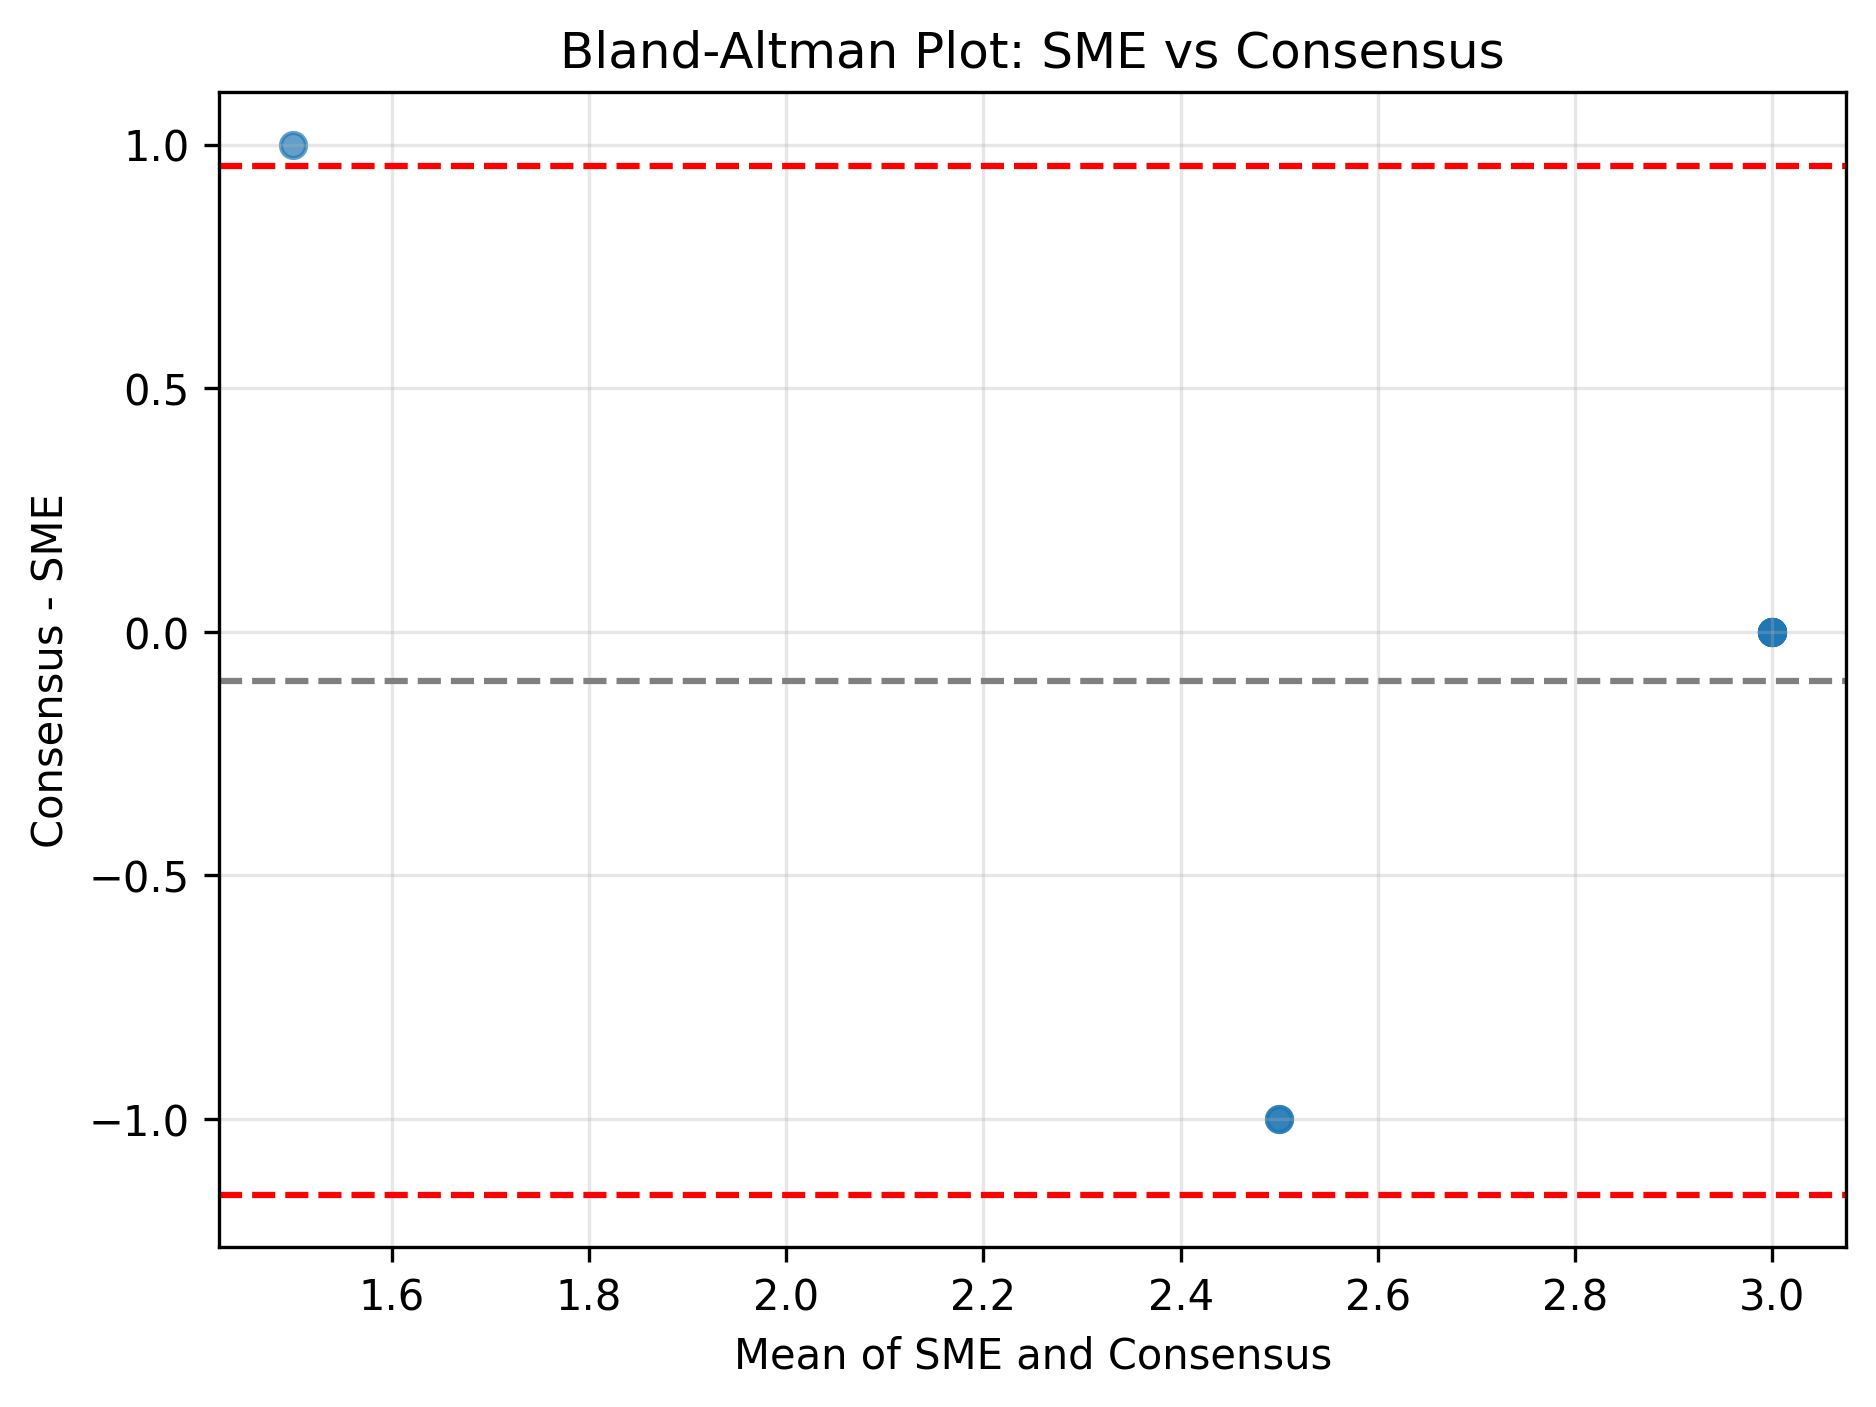 Bland-Altman Plot: SME vs Consensus
1.0
0.5
0.0
−0.5
−1.0
Consensus - SME
1.6 1.8 2.0 2.2 2.4 2.6 2.8 3.0
Mean of SME and Consensus